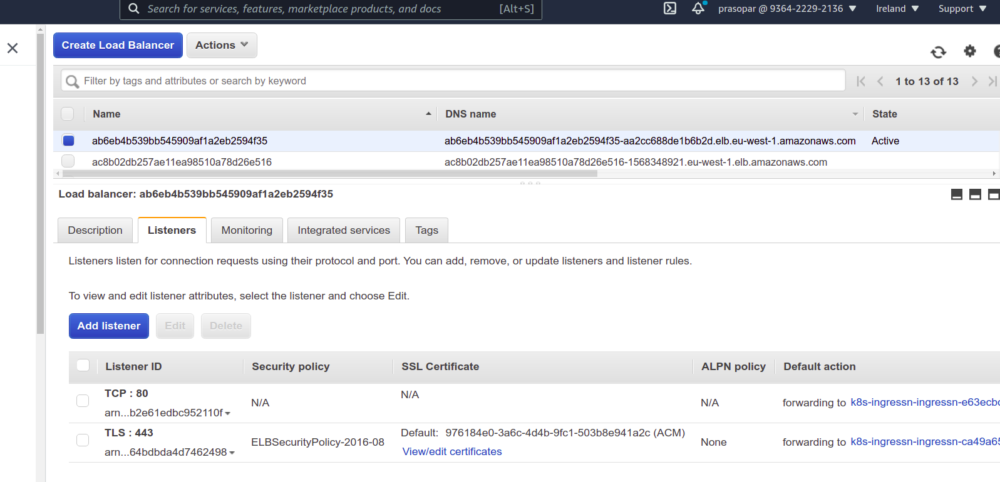 Search for services, features, marketplace products, and docs [Alt+S] prasopar @ 9364-2229-2136 Ireland Support
Create Load Balancer Actions
Filter by tags and attributes or search by keyword 1 to 13 of 13
Name DNS name State
ab6eb4b539bb545909af1a2eb2594f35 ab6eb4b539bb545909af1a2eb2594f35-aa2cc688de1b6b2d.elb.eu-west-1.amazonaws.com Active
ac8b02db257ae11ea98510a78d26e516 ac8b02db257ae11ea98510a78d26e516-1568348921.eu-west-1.elb.amazonaws.com
Load balancer: ab6eb4b539bb545909af1a2eb2594f35
Description Listeners Monitoring Integrated services Tags
Listeners listen for connection requests using their protocol and port. You can add, remove, or update listeners and listener rules.
To view and edit listener attributes, select the listener and choose Edit.
Add listener Edit Delete
Listener ID Security policy SSL Certificate ALPN policy Default action
TCP : 80
arn...b2e61edbc952110f N/A N/A N/A forwarding to k8s-ingressn-ingressn-e63ecbc
TLS : 443
arn...64bdbda4d7462498 ELBSecurityPolicy-2016-08 Default: 976184e0-3a6c-4d4b-9fc1-503b8e941a2c (ACM) None forwarding to k8s-ingressn-ingressn-ca49a65
View/edit certificates